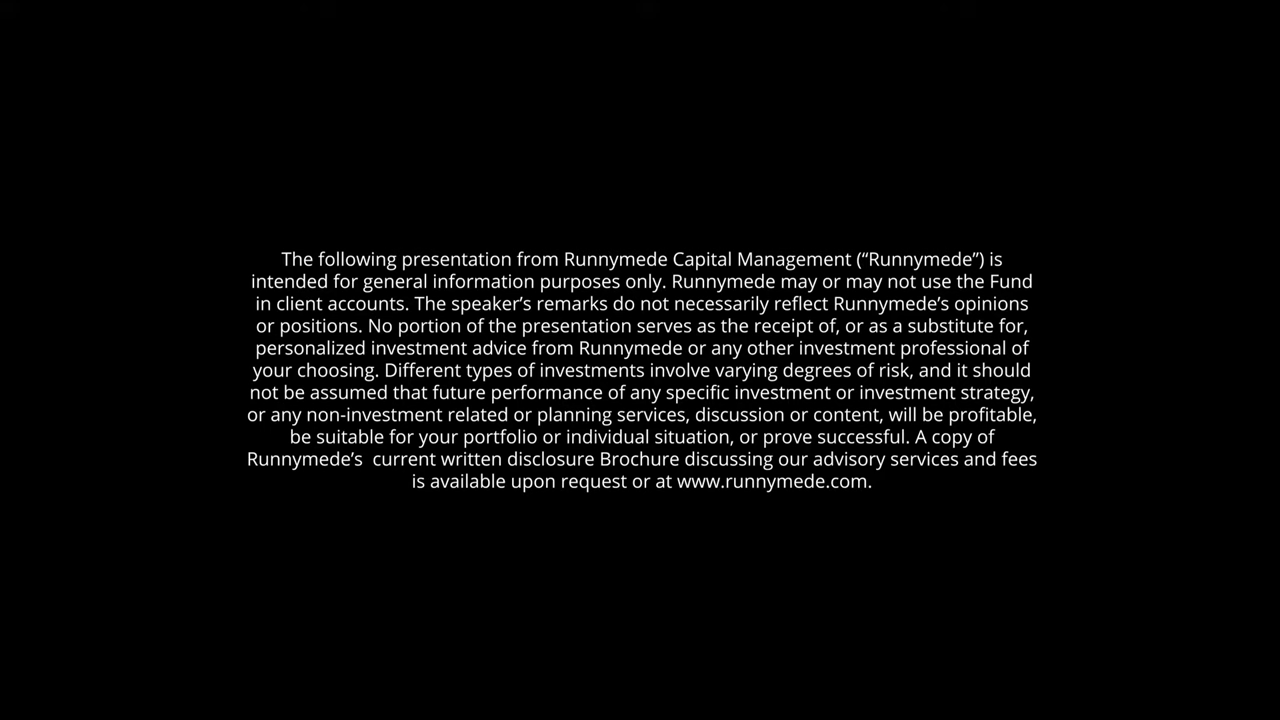 The following presentation from Runnymede Capital Management (“Runnymede”) is
intended for general information purposes only. Runnymede may or may not use the Fund
in client accounts. The speaker’s remarks do not necessarily reflect Runnymede’s opinions
or positions. No portion of the presentation serves as the receipt of, or as a substitute for,
personalized investment advice from Runnymede or any other investment professional of
your choosing. Different types of investments involve varying degrees of risk, and it should
not be assumed that future performance of any specific investment or investment strategy,
or any non-investment related or planning services, discussion or content, will be profitable,
be suitable for your portfolio or individual situation, or prove successful. A copy of
Runnymede’s  current written disclosure Brochure discussing our advisory services and fees
is available upon request or at www.runnymede.com.